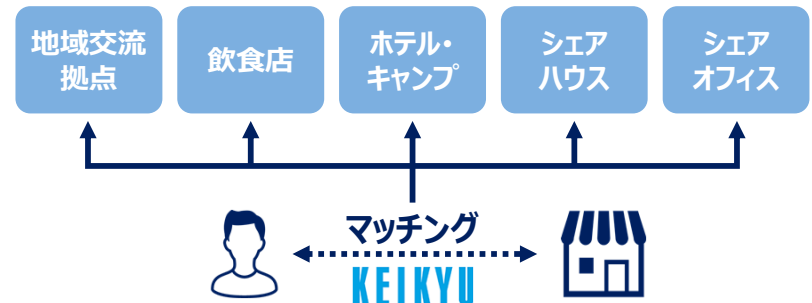 地域交流
拠点
飲食店
ホテル・
キャンプ
シェア
ハウス
シェア
オフィス
マッチング
KEIKYU